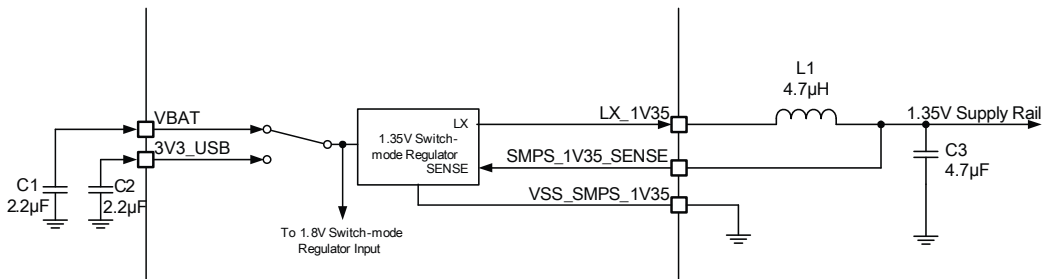 L1
4.7µH
VBAT
LX_1V35
1.35V Supply Rail
LX
1.35V Switch-
mode Regulator
SENSE
3V3_USB
SMPS_1V35_SENSE
C3
4.7µF
C1
2.2µF
C2
2.2µF
VSS_SMPS_1V35
To 1.8V Switch-mode
Regulator Input